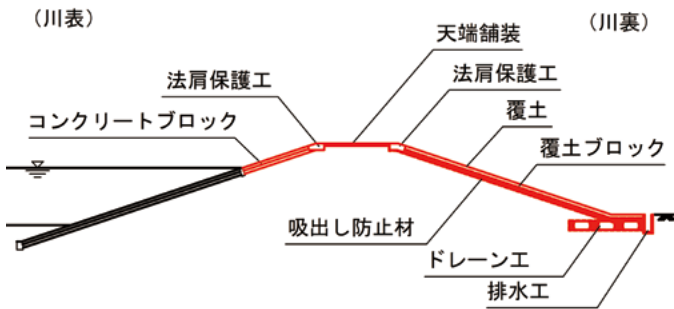 （川表）
（川裏）
天端舗装
法肩保護工
法肩保護工
コンクリートブロック
覆土
覆土ブロック
吸出し防止材
ドレーン工
排水工